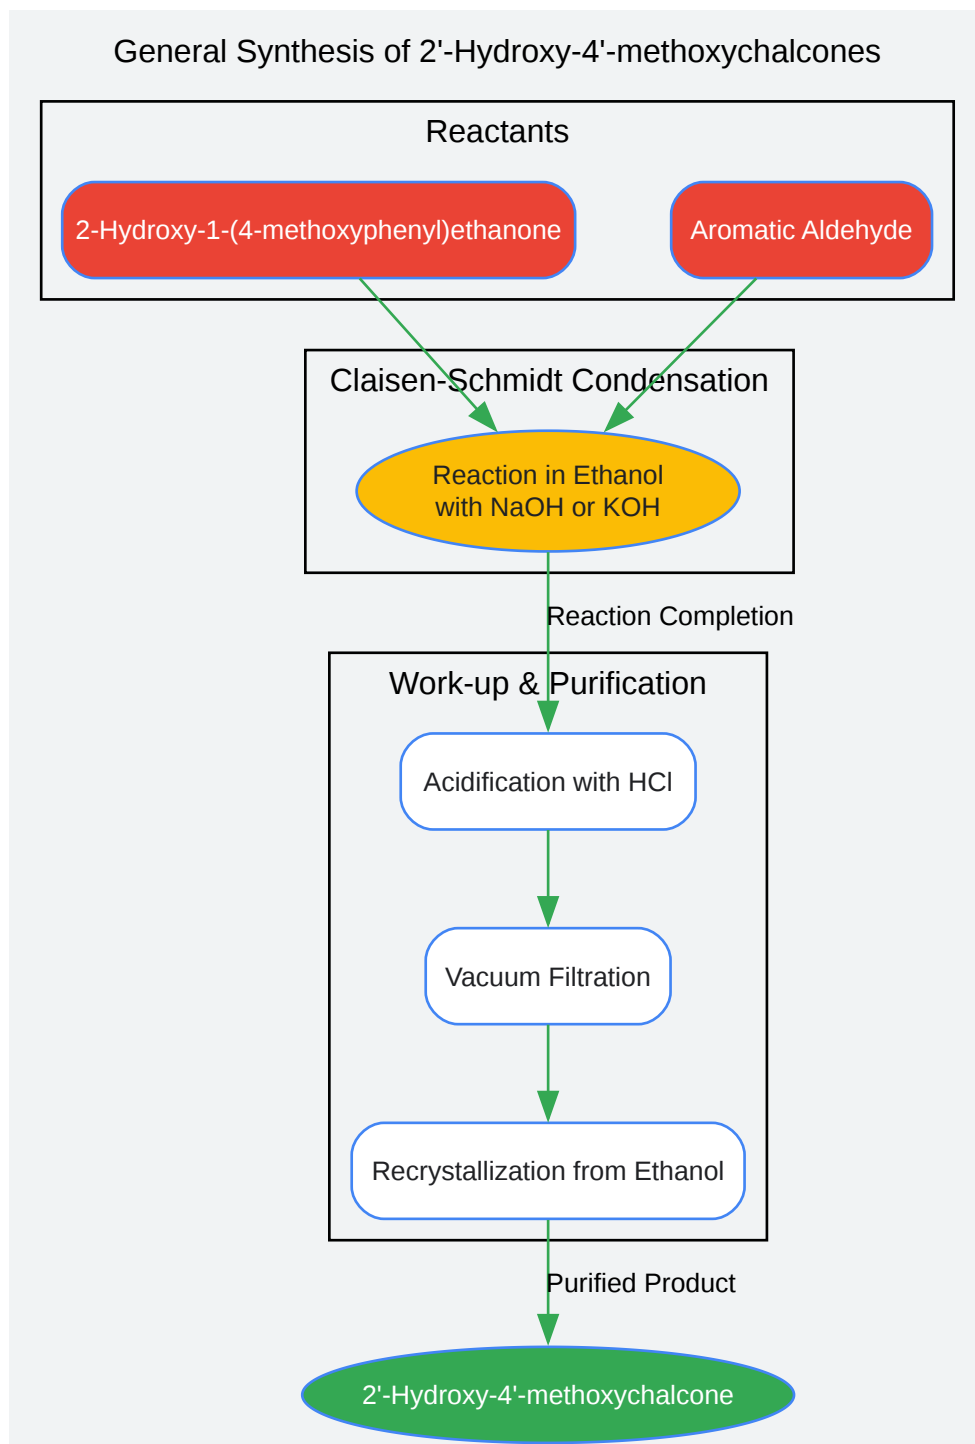 General Synthesis of 2'-Hydroxy-4'-methoxychalcones
Reactants
2-Hydroxy-1-(4-methoxyphenyl)ethanone
Aromatic Aldehyde
Claisen-Schmidt Condensation
Reaction in Ethanol
with NaOH or KOH
Reaction Completion
Work-up & Purification
Acidification with HCl
Vacuum Filtration
Recrystallization from Ethanol
Purified Product
2'-Hydroxy-4'-methoxychalcone